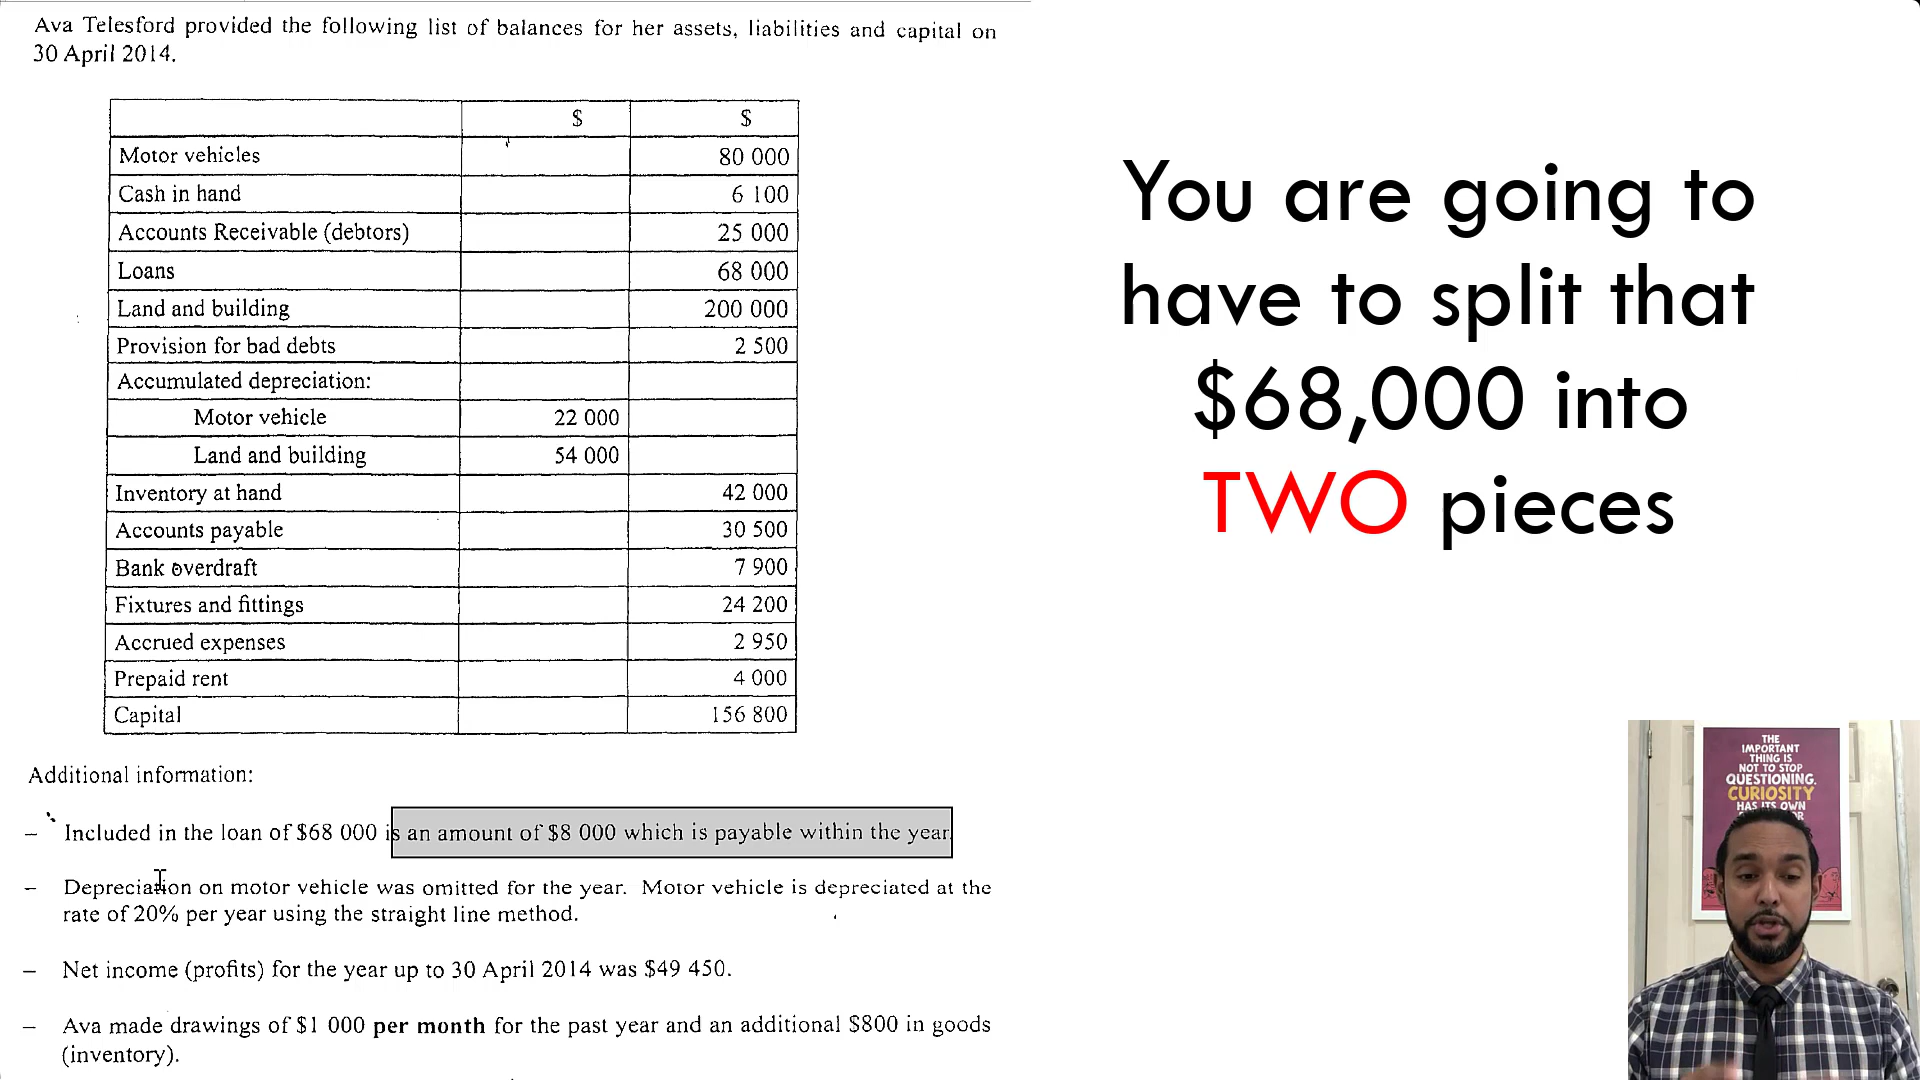 Ava Telesford provided the following list of balances for her assets, liabilities and capital on
30 April 2014.
$ $
Motor vehicles 80 000
Cash in hand 6 100
Accounts Receivable (debtors) 25 000
Loans 68 000
Land and building 200 000
Provision for bad debts 2 500
Accumulated depreciation:
Motor vehicle 22 000
Land and building 54 000
Inventory at hand 42 000
Accounts payable 30 500
Bank overdraft 7 900
Fixtures and fittings 24 200
Accrued expenses 2 950
Prepaid rent 4 000
Capital 156 800
Additional information:
– Included in the loan of $68 000 is an amount of $8 000 which is payable within the year.
– Depreciation on motor vehicle was omitted for the year. Motor vehicle is depreciated at the
rate of 20% per year using the straight line method.
– Net income (profits) for the year up to 30 April 2014 was $49 450.
– Ava made drawings of $1 000 per month for the past year and an additional $800 in goods
(inventory).
You are going to
have to split that
$68,000 into
TWO pieces
THE
IMPORTANT
THING IS
NOT TO STOP
QUESTIONING.
CURIOSITY
HAS ITS OWN